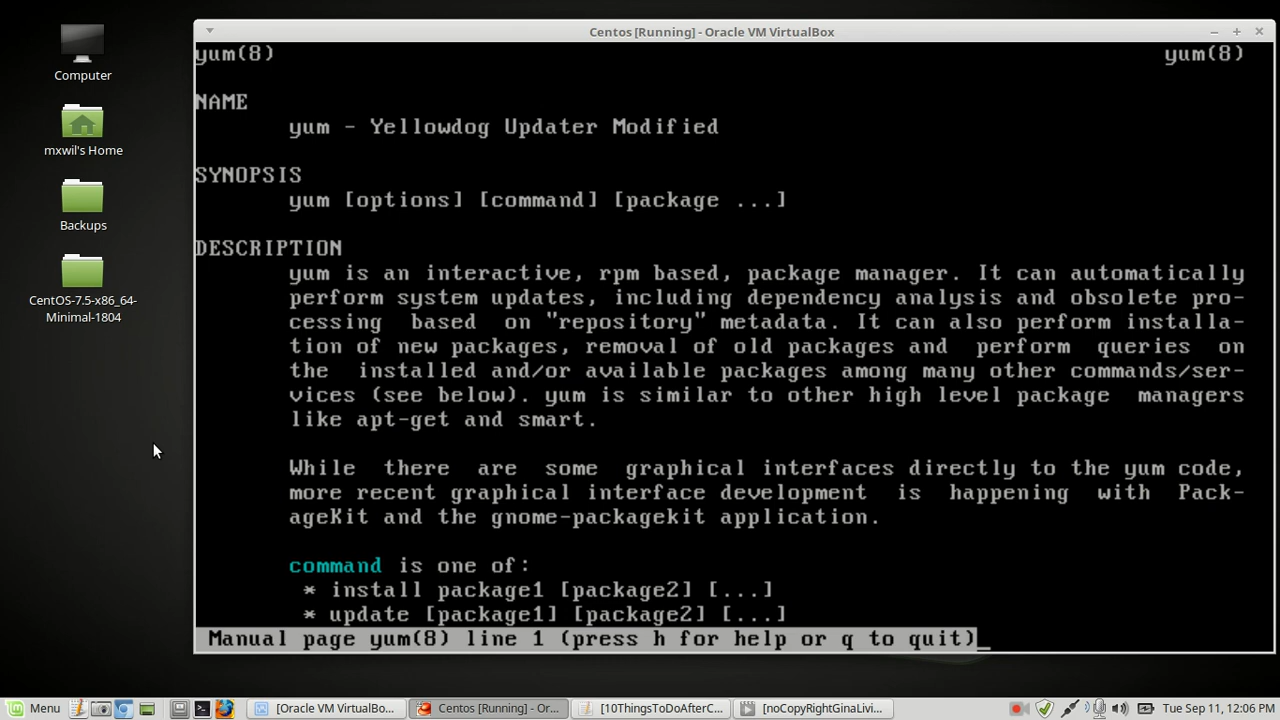 Centos [Running] - Oracle VM VirtualBox
Computer
mxwil's Home
Backups
CentOS-7.5-x86_64-
Minimal-1804
yum(8) yum(8)
NAME
yum - Yellowdog Updater Modified
SYNOPSIS
yum [options] [command] [package ...]
DESCRIPTION
yum is an interactive, rpm based, package manager. It can automatically
perform system updates, including dependency analysis and obsolete pro-
cessing based on "repository" metadata. It can also perform installa-
tion of new packages, removal of old packages and perform queries on
the installed and/or available packages among many other commands/ser-
vices (see below). yum is similar to other high level package managers
like apt-get and smart.
While there are some graphical interfaces directly to the yum code,
more recent graphical interface development is happening with Pack-
ageKit and the gnome-packagekit application.
command is one of:
* install package1 [package2] [...]
* update [package1] [package2] [...]
Manual page yum(8) line 1 (press h for help or q to quit)
Menu [Oracle VM VirtualBo... Centos [Running] - Or... [10ThingsToDoAfterC... [noCopyRightGinaLivi... Tue Sep 11, 12:06 PM